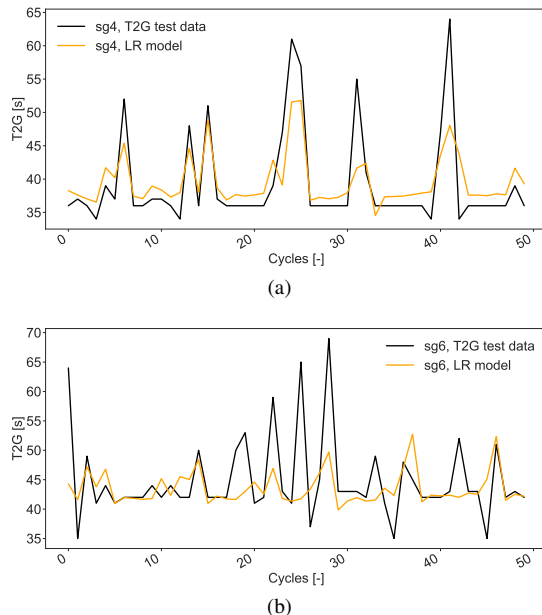 65
60
55
50
45
40
35
T2G [s]
sg4, T2G test data
sg4, LR model
0
10
20
30
40
50
Cycles [-]
(a)
70
65
60
55
50
45
40
35
T2G [s]
sg6, T2G test data
sg6, LR model
0
10
20
30
40
50
Cycles [-]
(b)